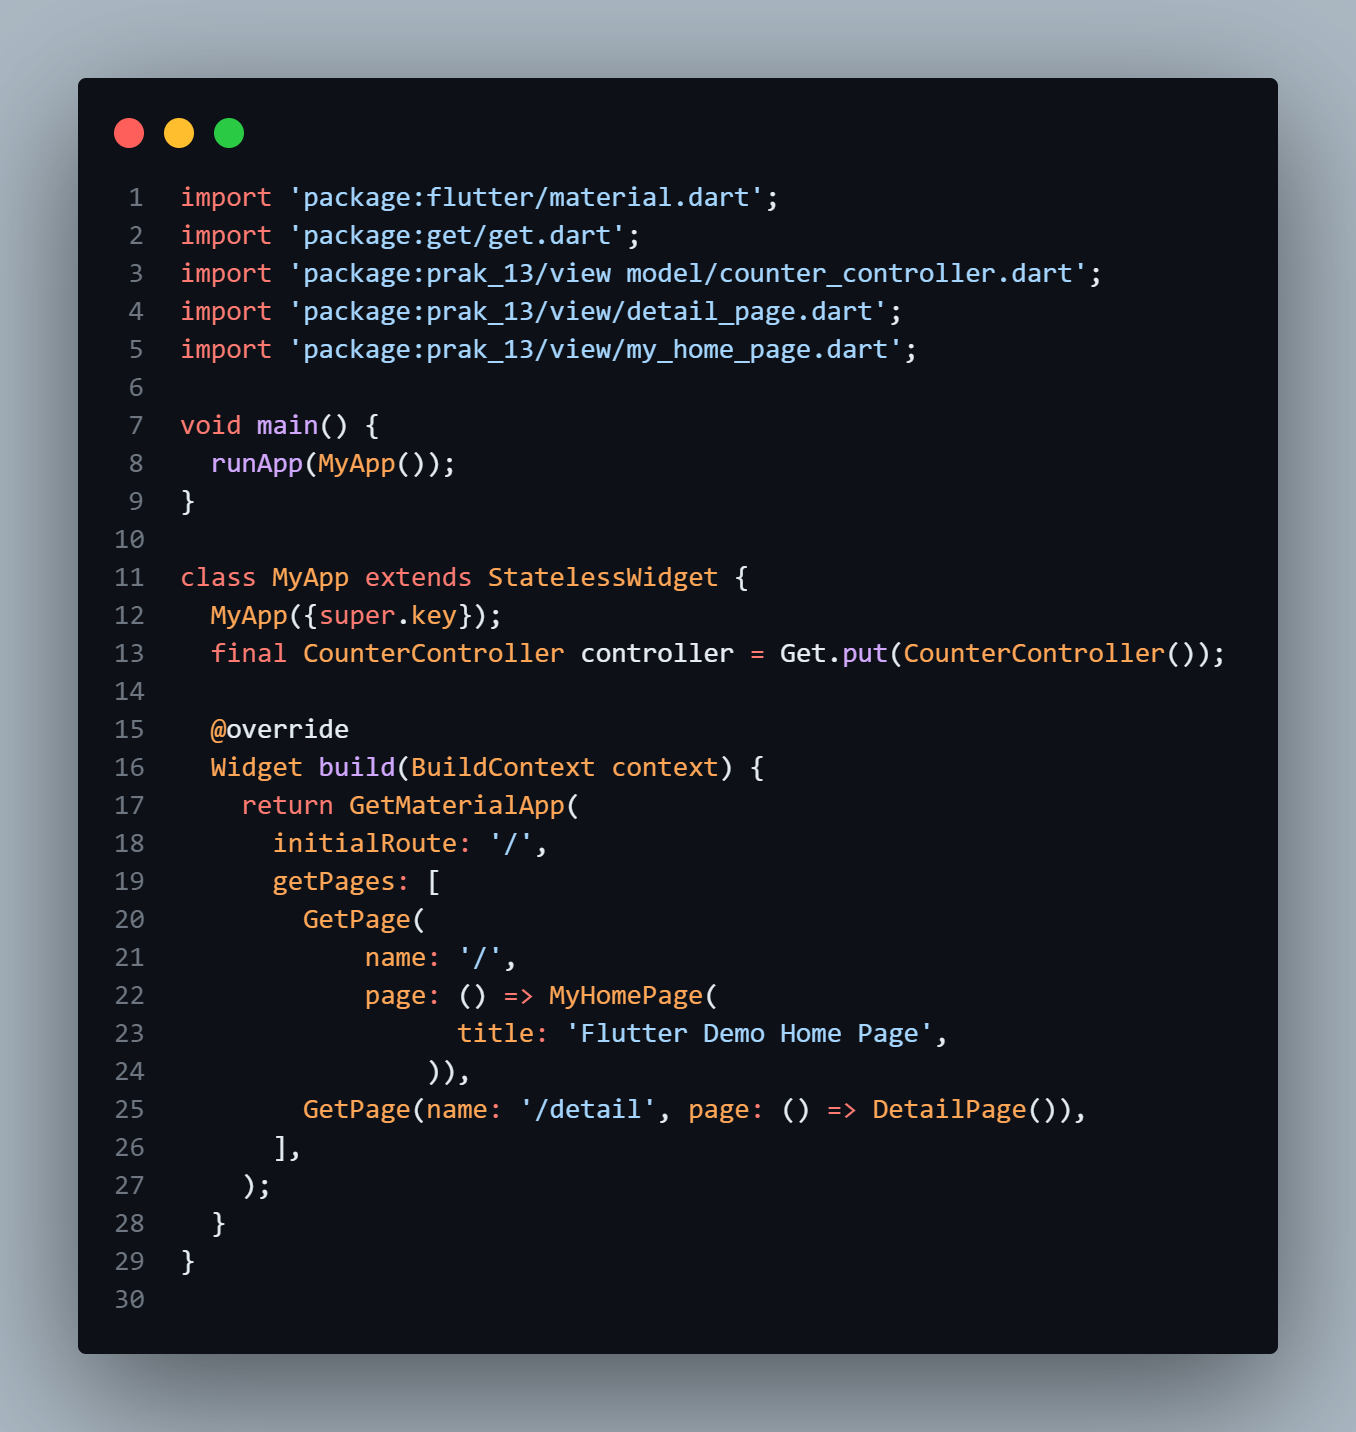 1 import 'package:flutter/material.dart';
2 import 'package:get/get.dart';
3 import 'package:prak_13/view model/counter_controller.dart';
4 import 'package:prak_13/view/detail_page.dart';
5 import 'package:prak_13/view/my_home_page.dart';
6
7 void main() {
8   runApp(MyApp());
9 }
10
11 class MyApp extends StatelessWidget {
12   MyApp({super.key});
13   final CounterController controller = Get.put(CounterController());
14
15   @override
16   Widget build(BuildContext context) {
17     return GetMaterialApp(
18       initialRoute: '/',
19       getPages: [
20         GetPage(
21             name: '/',
22             page: () => MyHomePage(
23                   title: 'Flutter Demo Home Page',
24                 )),
25         GetPage(name: '/detail', page: () => DetailPage()),
26       ],
27     );
28   }
29 }
30